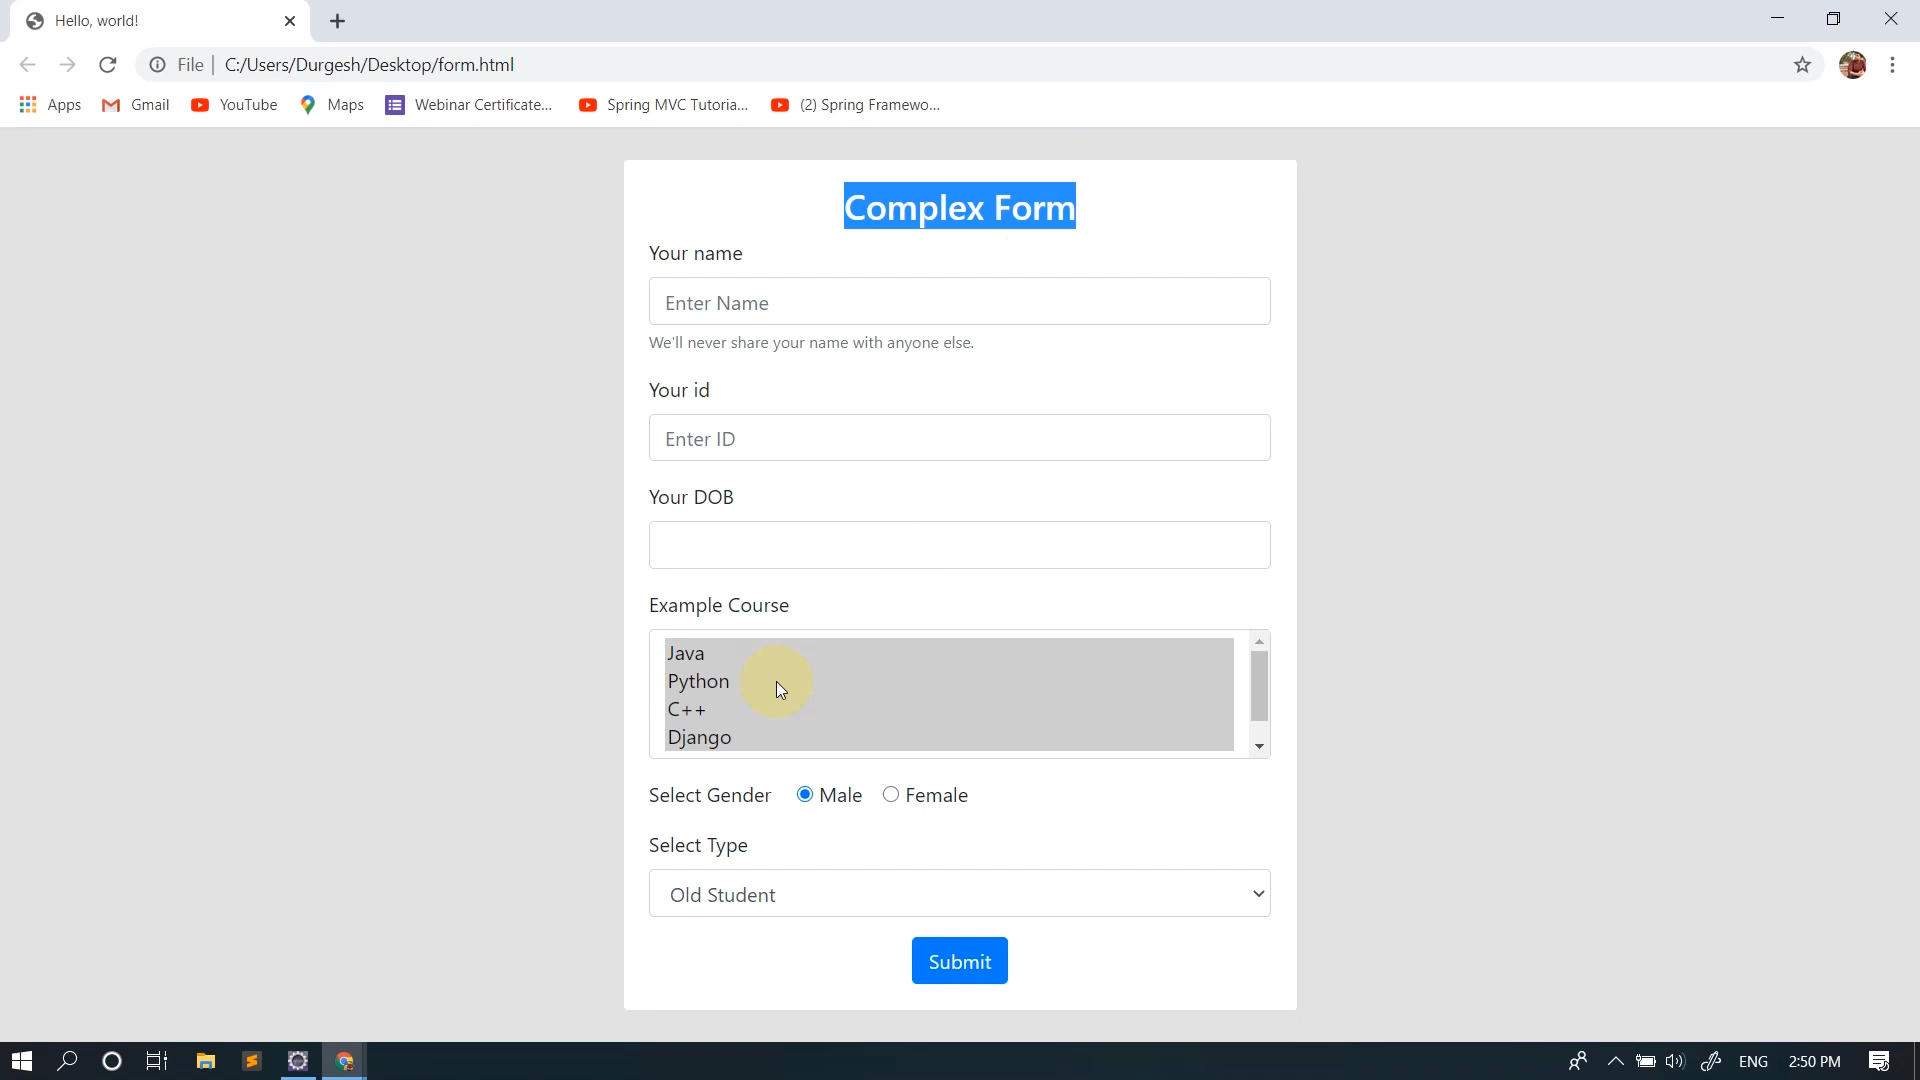 Hello, world!
File | C:/Users/Durgesh/Desktop/form.html
Apps Gmail YouTube Maps Webinar Certificate... Spring MVC Tutoria... (2) Spring Framewo...
Complex Form
Your name
Enter Name
We'll never share your name with anyone else.
Your id
Enter ID
Your DOB
Example Course
Java
Python
C++
Django
Select Gender Male Female
Select Type
Old Student
Submit
ENG 2:50 PM